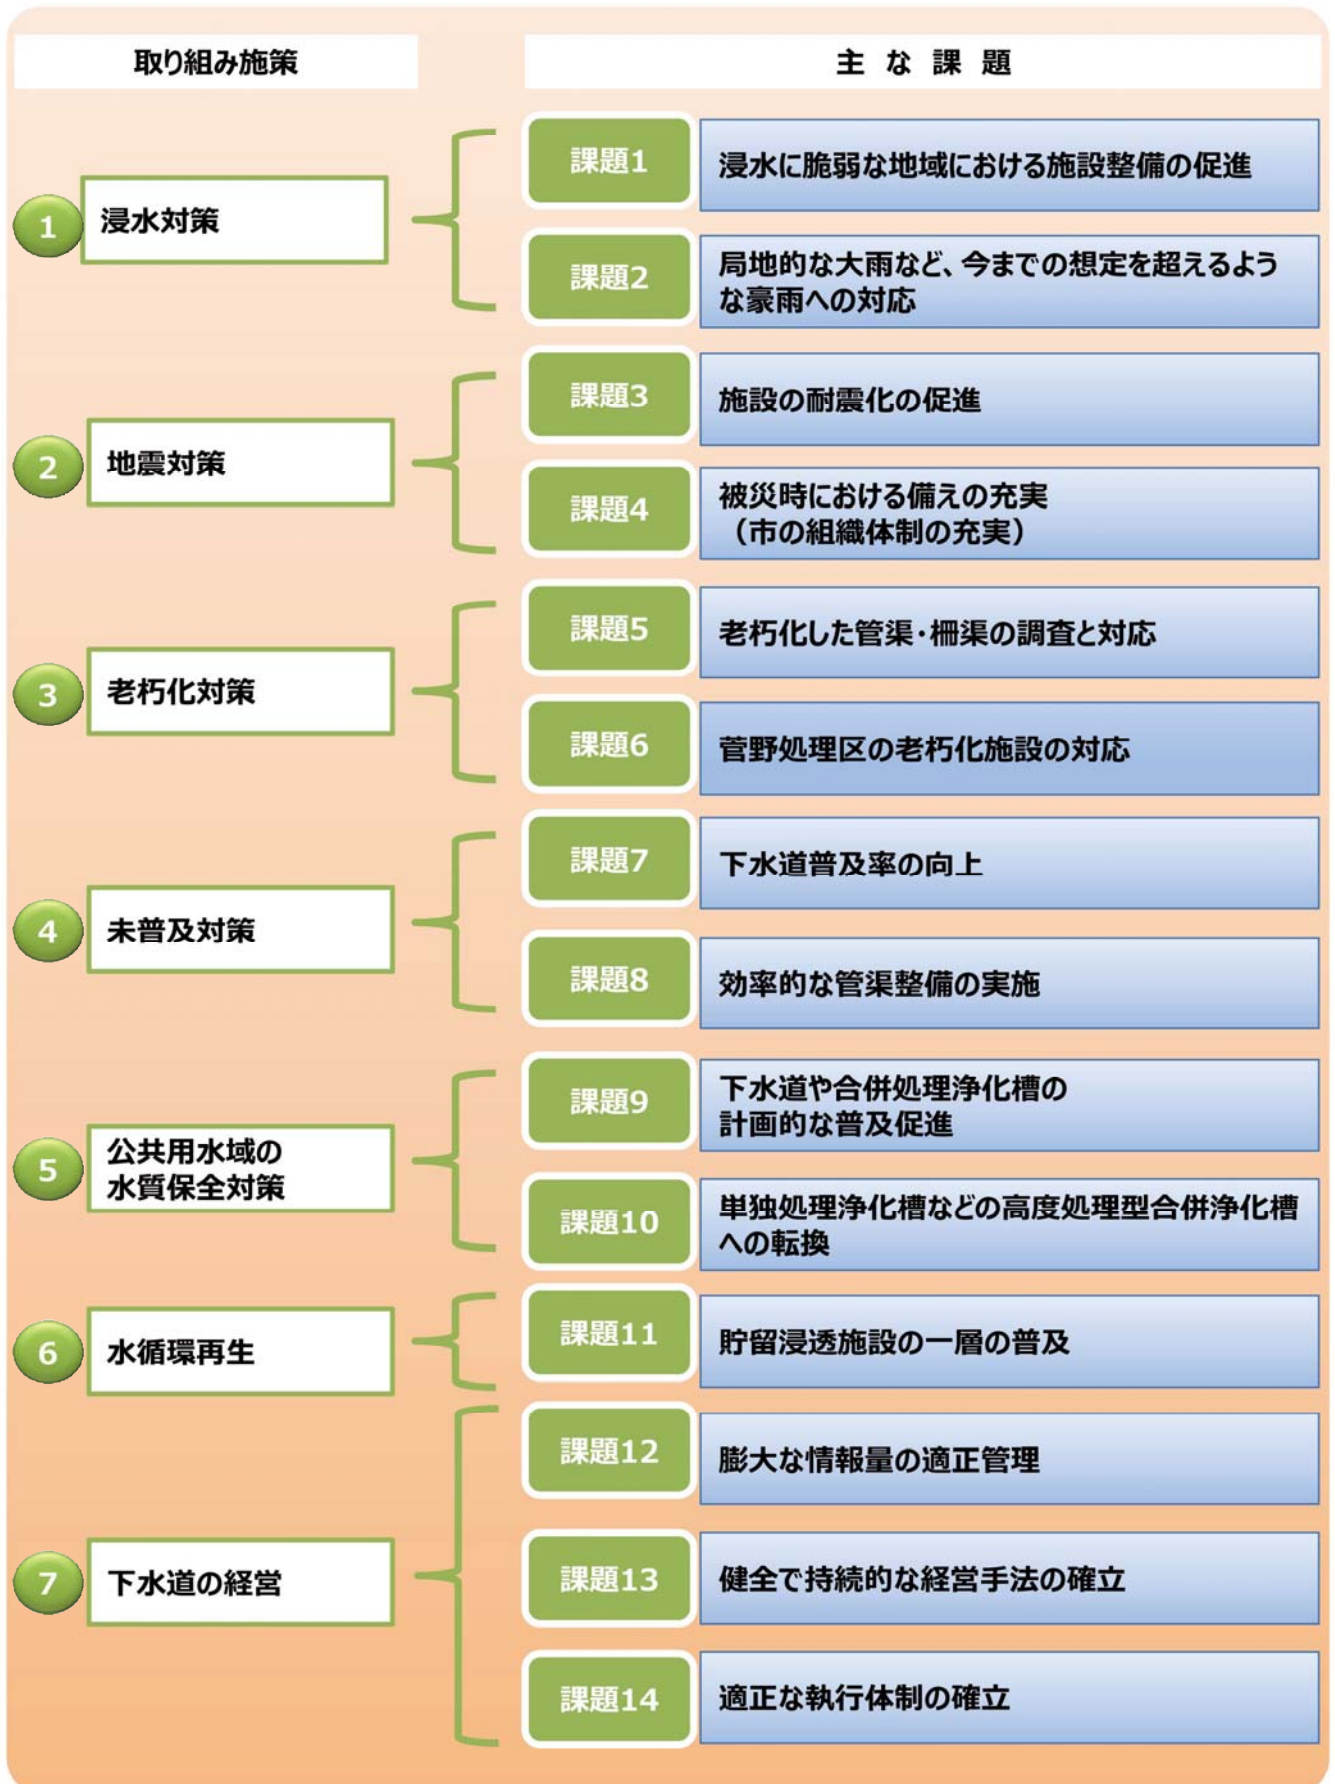 取り組み施策
主な課題
1
浸水対策
課題1
浸水に脆弱な地域における施設整備の促進
課題2
局地的な大雨など、今までの想定を超えるよう
な豪雨への対応
2
地震対策
課題3
施設の耐震化の促進
課題4
被災時における備えの充実
（市の組織体制の充実）
3
老朽化対策
課題5
老朽化した管渠・柵渠の調査と対応
課題6
菅野処理区の老朽化施設の対応
4
未普及対策
課題7
下水道普及率の向上
課題8
効率的な管渠整備の実施
5
公共用水域の
水質保全対策
課題9
下水道や合併処理浄化槽の
計画的な普及促進
課題10
単独処理浄化槽などの高度処理型合併浄化槽
への転換
6
水循環再生
課題11
貯留浸透施設の一層の普及
7
下水道の経営
課題12
膨大な情報量の適正管理
課題13
健全で持続的な経営手法の確立
課題14
適正な執行体制の確立